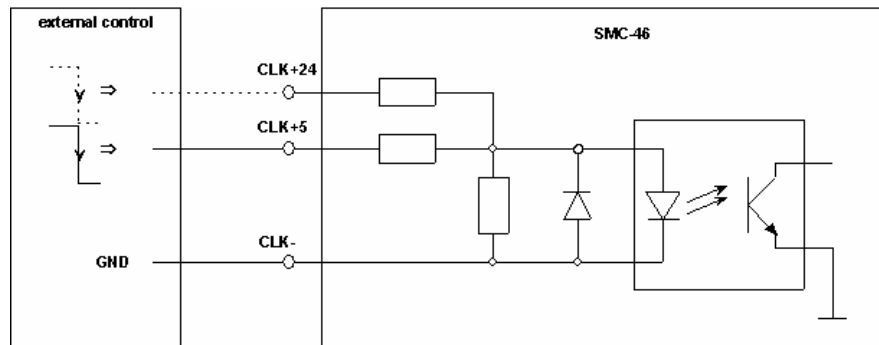 external control
SMC-46
CLK+24
⇒
CLK+5
⇒
CLK-
GND